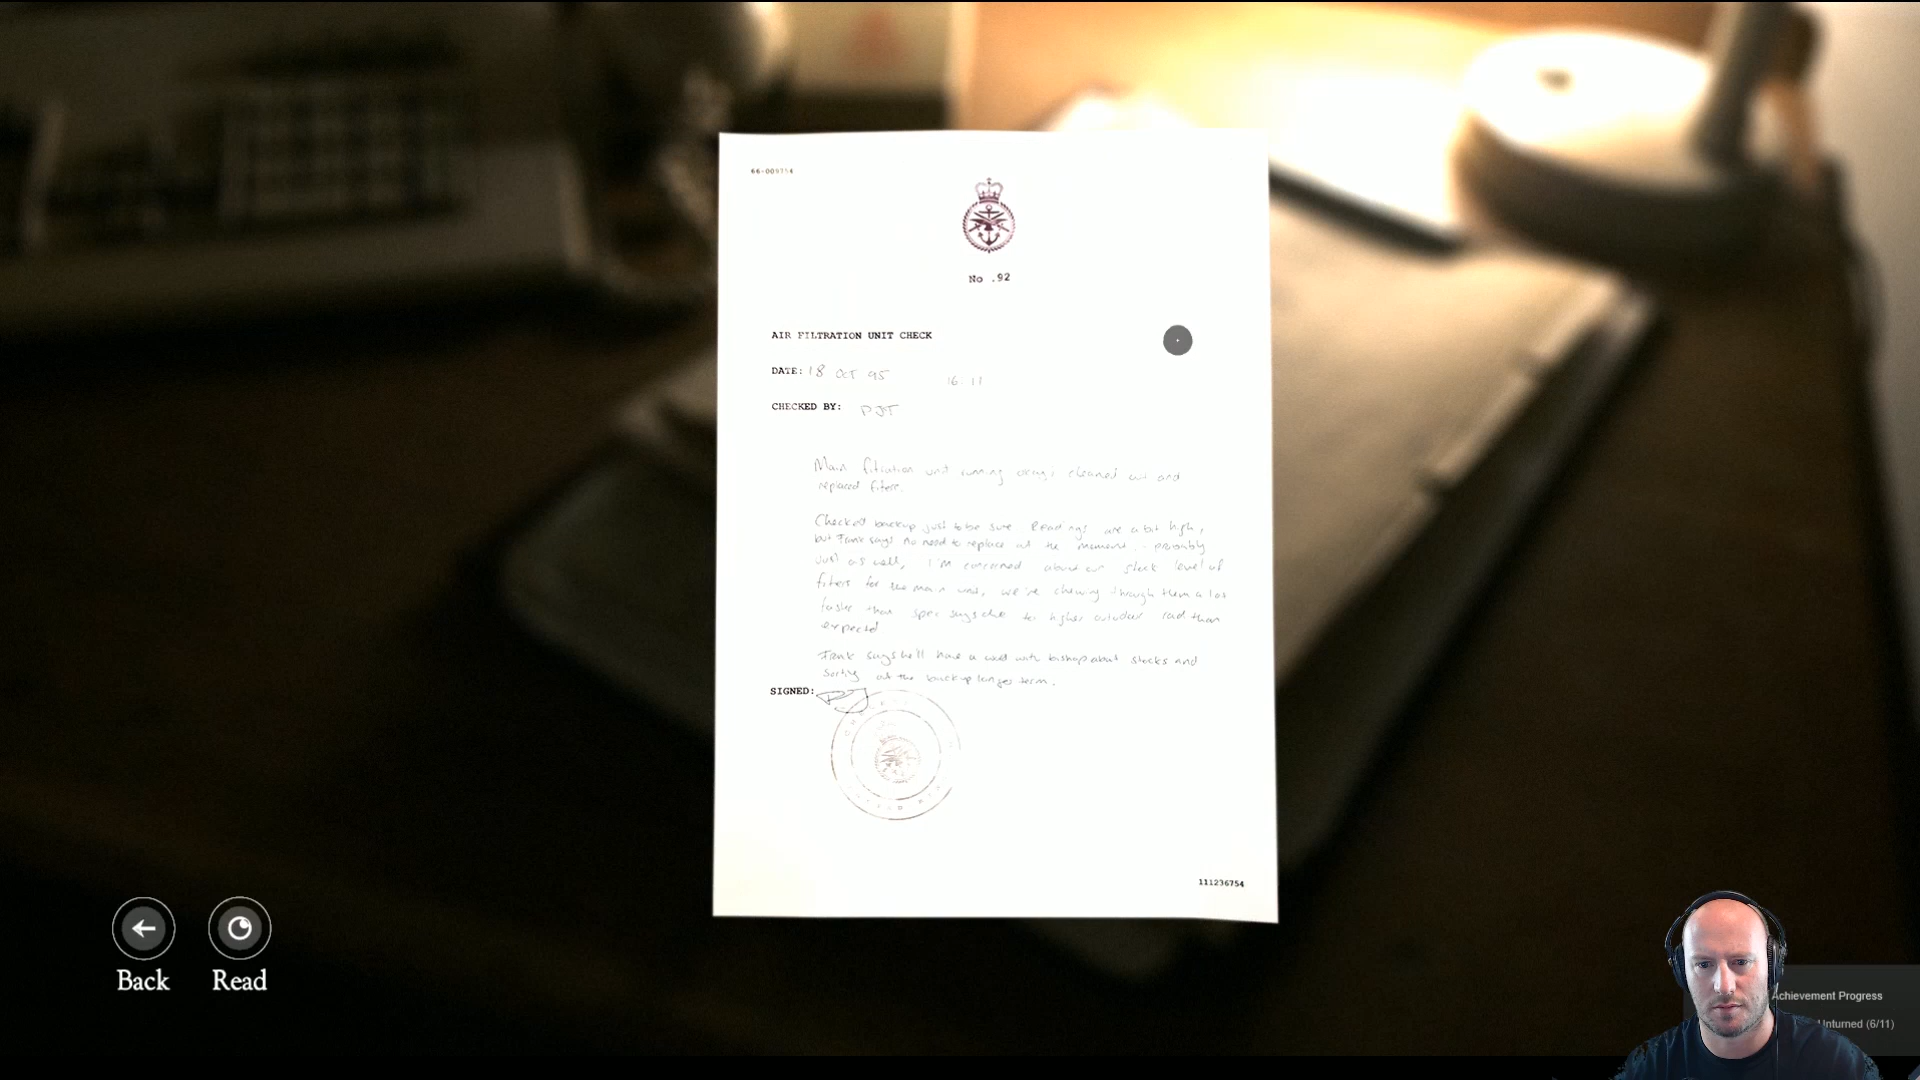 66-009754
No .92
AIR FILTRATION UNIT CHECK
DATE: 18 OCT 95 16:11
CHECKED BY: PJT
Main filtration unit running okay, cleaned out and
replaced filters.
Checked backup just to be sure Readings are a bit high,
but Frank says no need to replace at the moment - probably
just as well, I'm concerned about our stock level of
filters for the main unit, we're chewing through them a lot
faster than spec says due to higher outdoor rad than
expected
Frank says he'll have a word with bishop about stocks and
sorting out the backup longer term.
SIGNED:
111236754
Back
Read
Achievement Progress
Unturned (6/11)